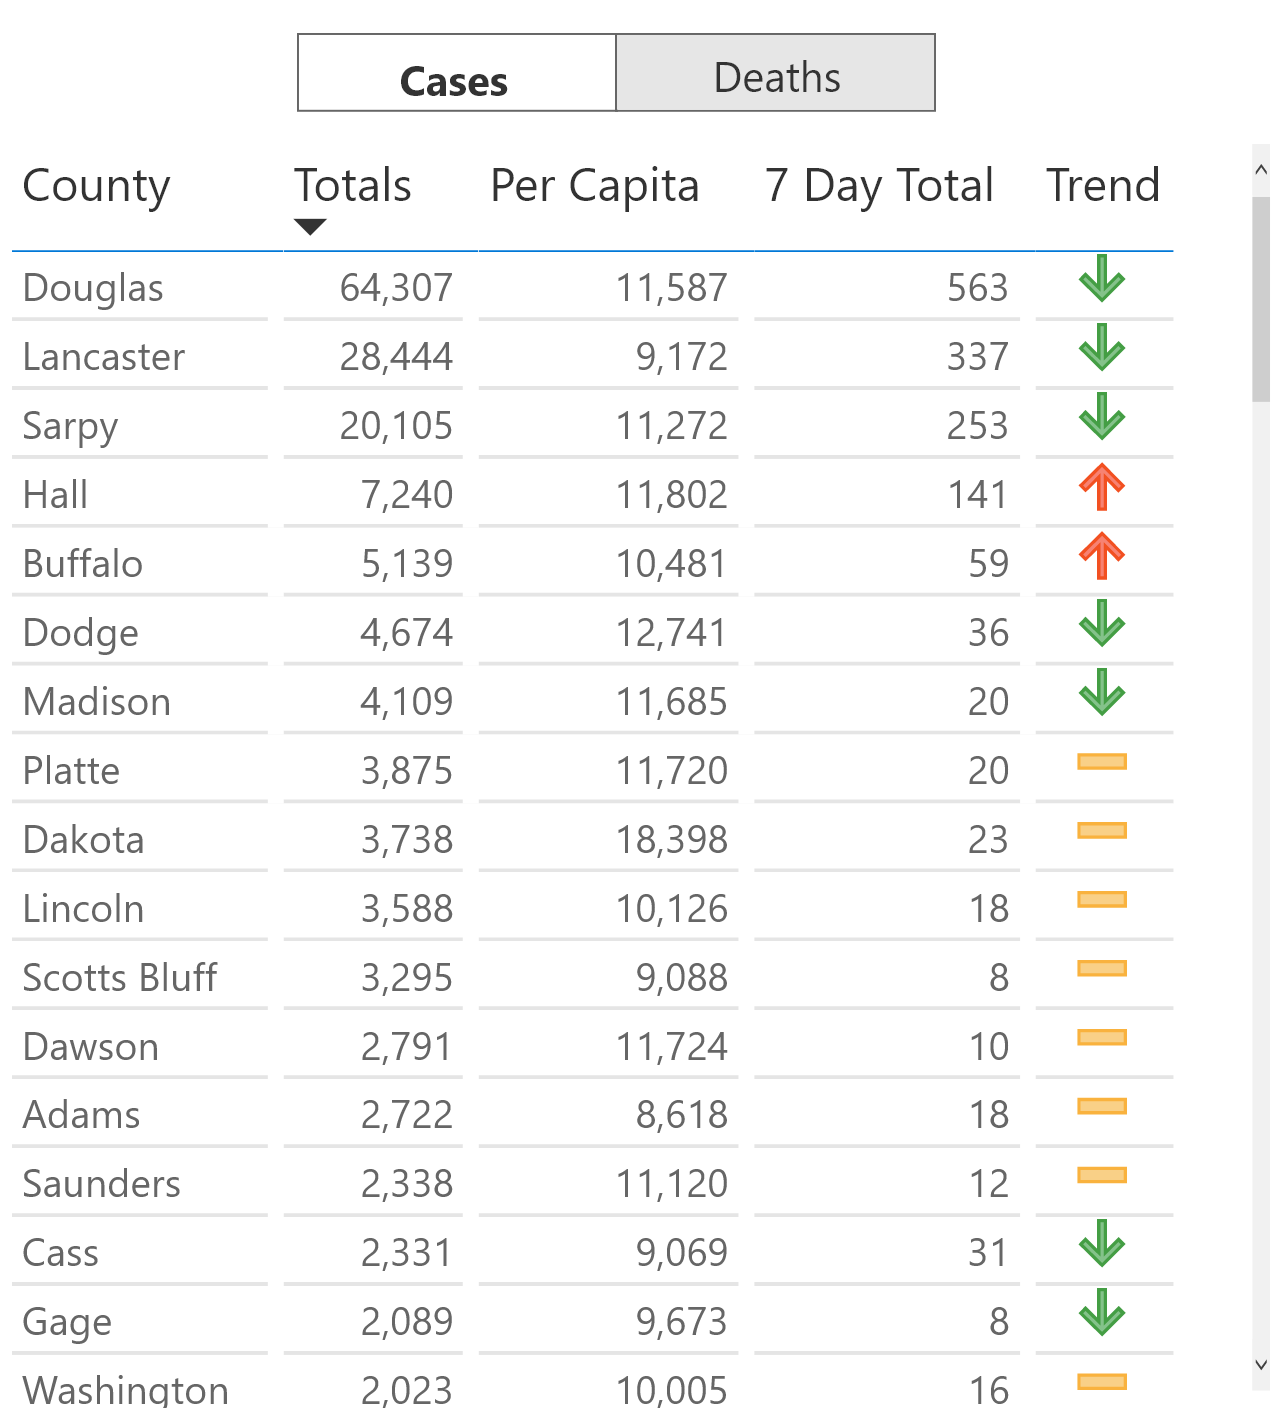 Cases Deaths
County Totals Per Capita 7 Day Total Trend
Douglas 64,307 11,587 563
Lancaster 28,444 9,172 337
Sarpy 20,105 11,272 253
Hall 7,240 11,802 141
Buffalo 5,139 10,481 59
Dodge 4,674 12,741 36
Madison 4,109 11,685 20
Platte 3,875 11,720 20
Dakota 3,738 18,398 23
Lincoln 3,588 10,126 18
Scotts Bluff 3,295 9,088 8
Dawson 2,791 11,724 10
Adams 2,722 8,618 18
Saunders 2,338 11,120 12
Cass 2,331 9,069 31
Gage 2,089 9,673 8
Washington 2,023 10,005 16